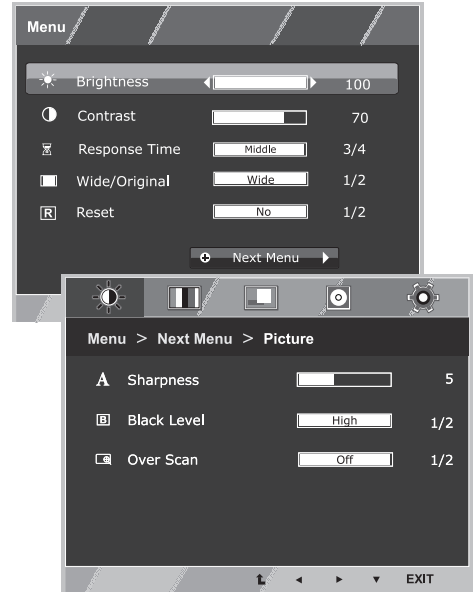 Menu
Brightness 100
Contrast 70
Response Time Middle 3/4
Wide/Original Wide 1/2
R Reset No 1/2
Next Menu
Menu > Next Menu > Picture
A Sharpness 5
B Black Level High 1/2
Over Scan Off 1/2
EXIT